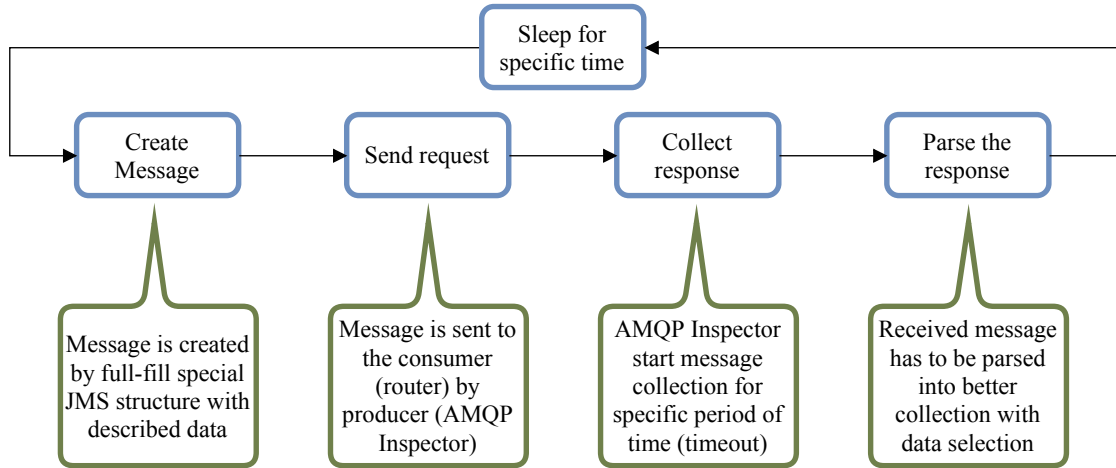 Sleep for
specific time
Create
Message
Send request
Collect
response
Parse the
response
Message is created
by full-fill special
JMS structure with
described data
Message is sent to
the consumer
(router) by
producer (AMQP
Inspector)
AMQP Inspector
start message
collection for
specific period of
time (timeout)
Received message
has to be parsed
into better
collection with
data selection